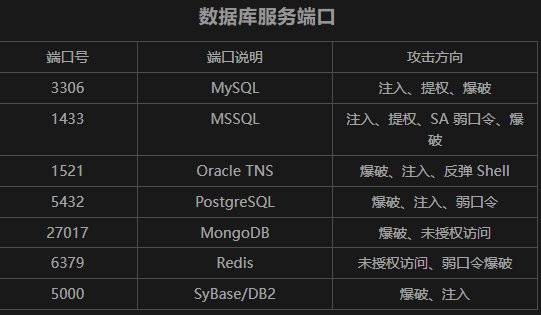 数据库服务端口
端口号 端口说明 攻击方向
3306 MySQL 注入、提权、爆破
1433 MSSQL 注入、提权、SA 弱口令、爆
破
1521 Oracle TNS 爆破、注入、反弹 Shell
5432 PostgreSQL 爆破、注入、弱口令
27017 MongoDB 爆破、未授权访问
6379 Redis 未授权访问、弱口令爆破
5000 SyBase/DB2 爆破、注入